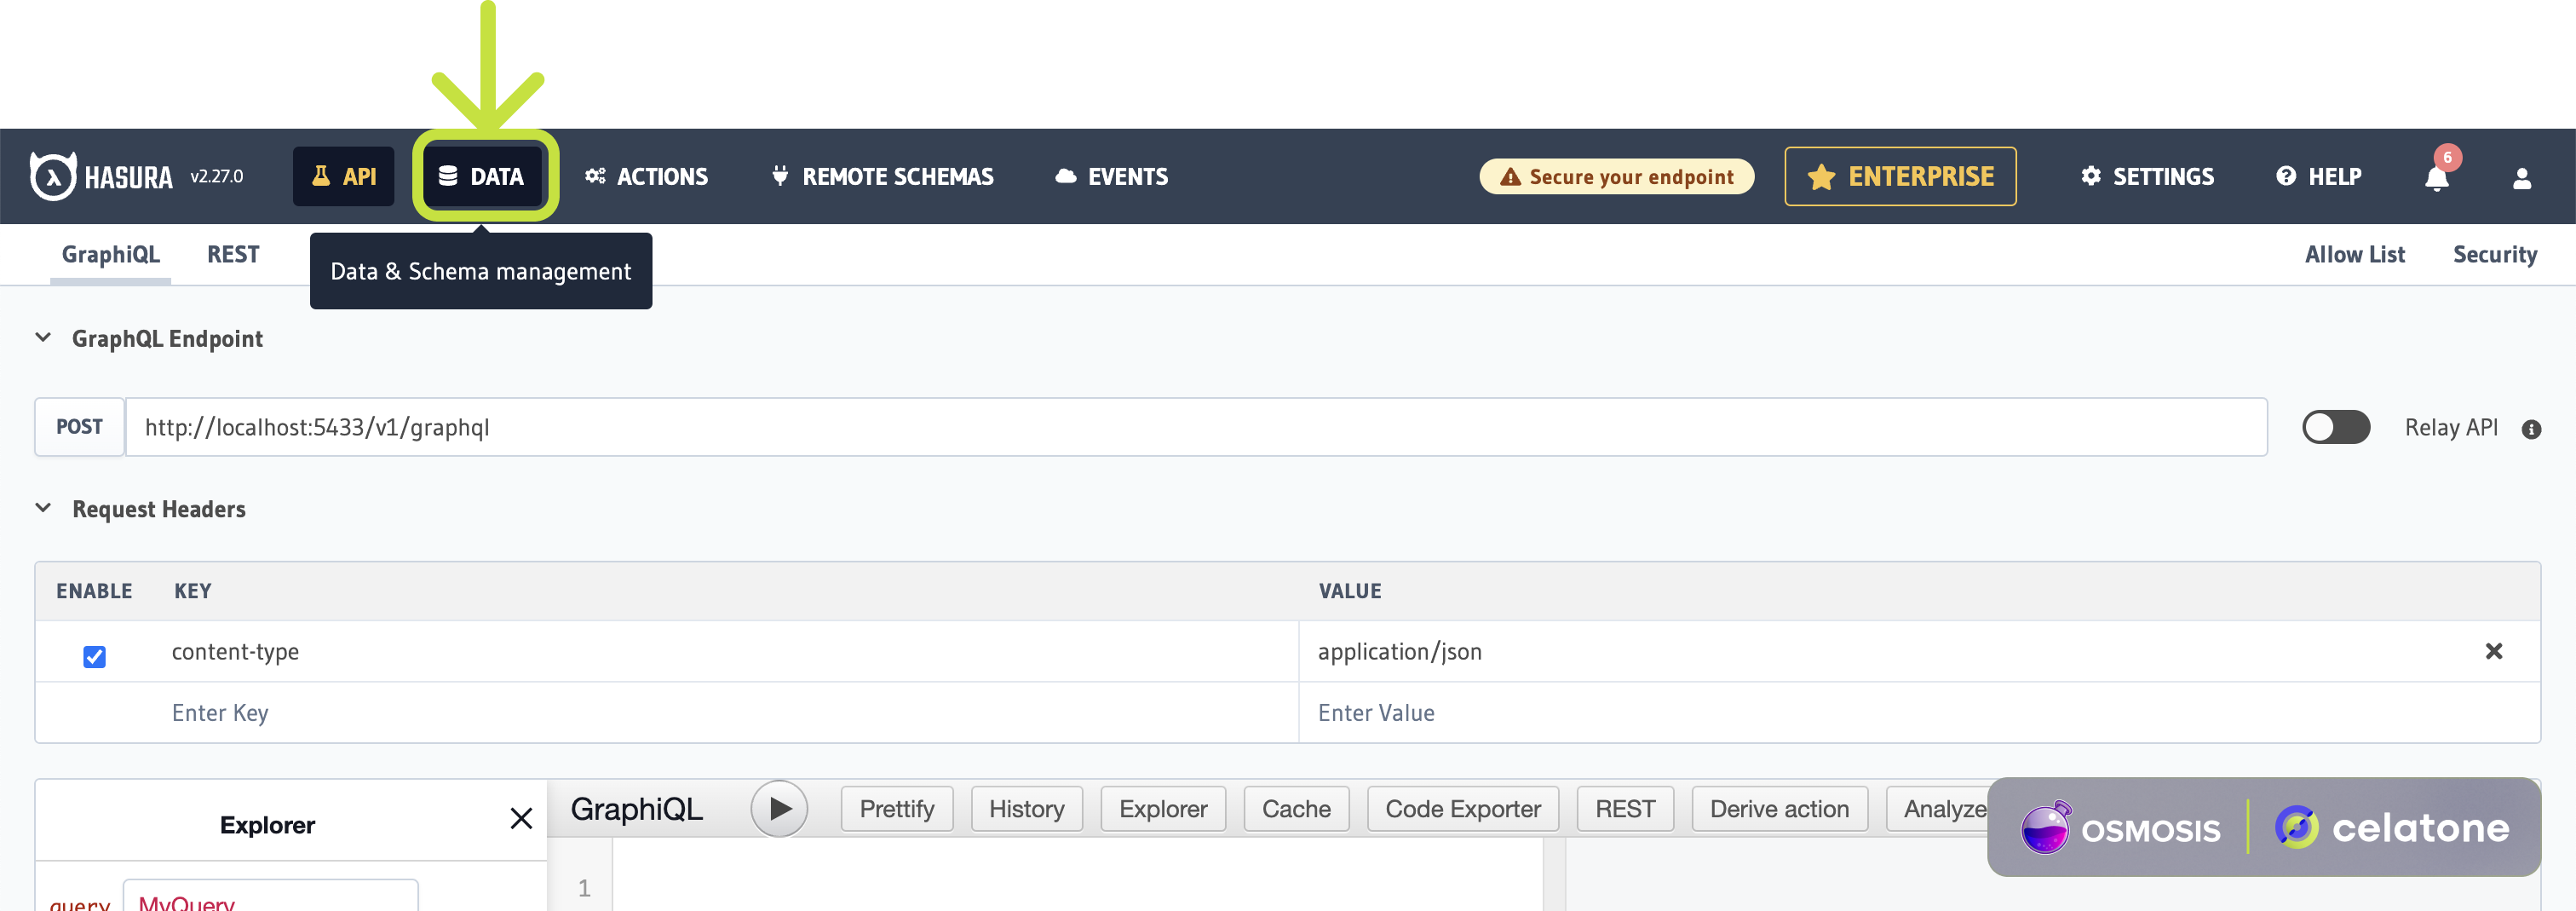 HASURA v2.27.0 API DATA ACTIONS REMOTE SCHEMAS EVENTS Secure your endpoint ENTERPRISE SETTINGS HELP 6
GraphiQL REST Allow List Security
Data & Schema management
GraphQL Endpoint
POST http://localhost:5433/v1/graphql Relay API
Request Headers
ENABLE KEY VALUE
content-type application/json
Enter Key Enter Value
Explorer GraphiQL Prettify History Explorer Cache Code Exporter REST Derive action Analyze
OSMOSIS celatone
query MyQuery 1